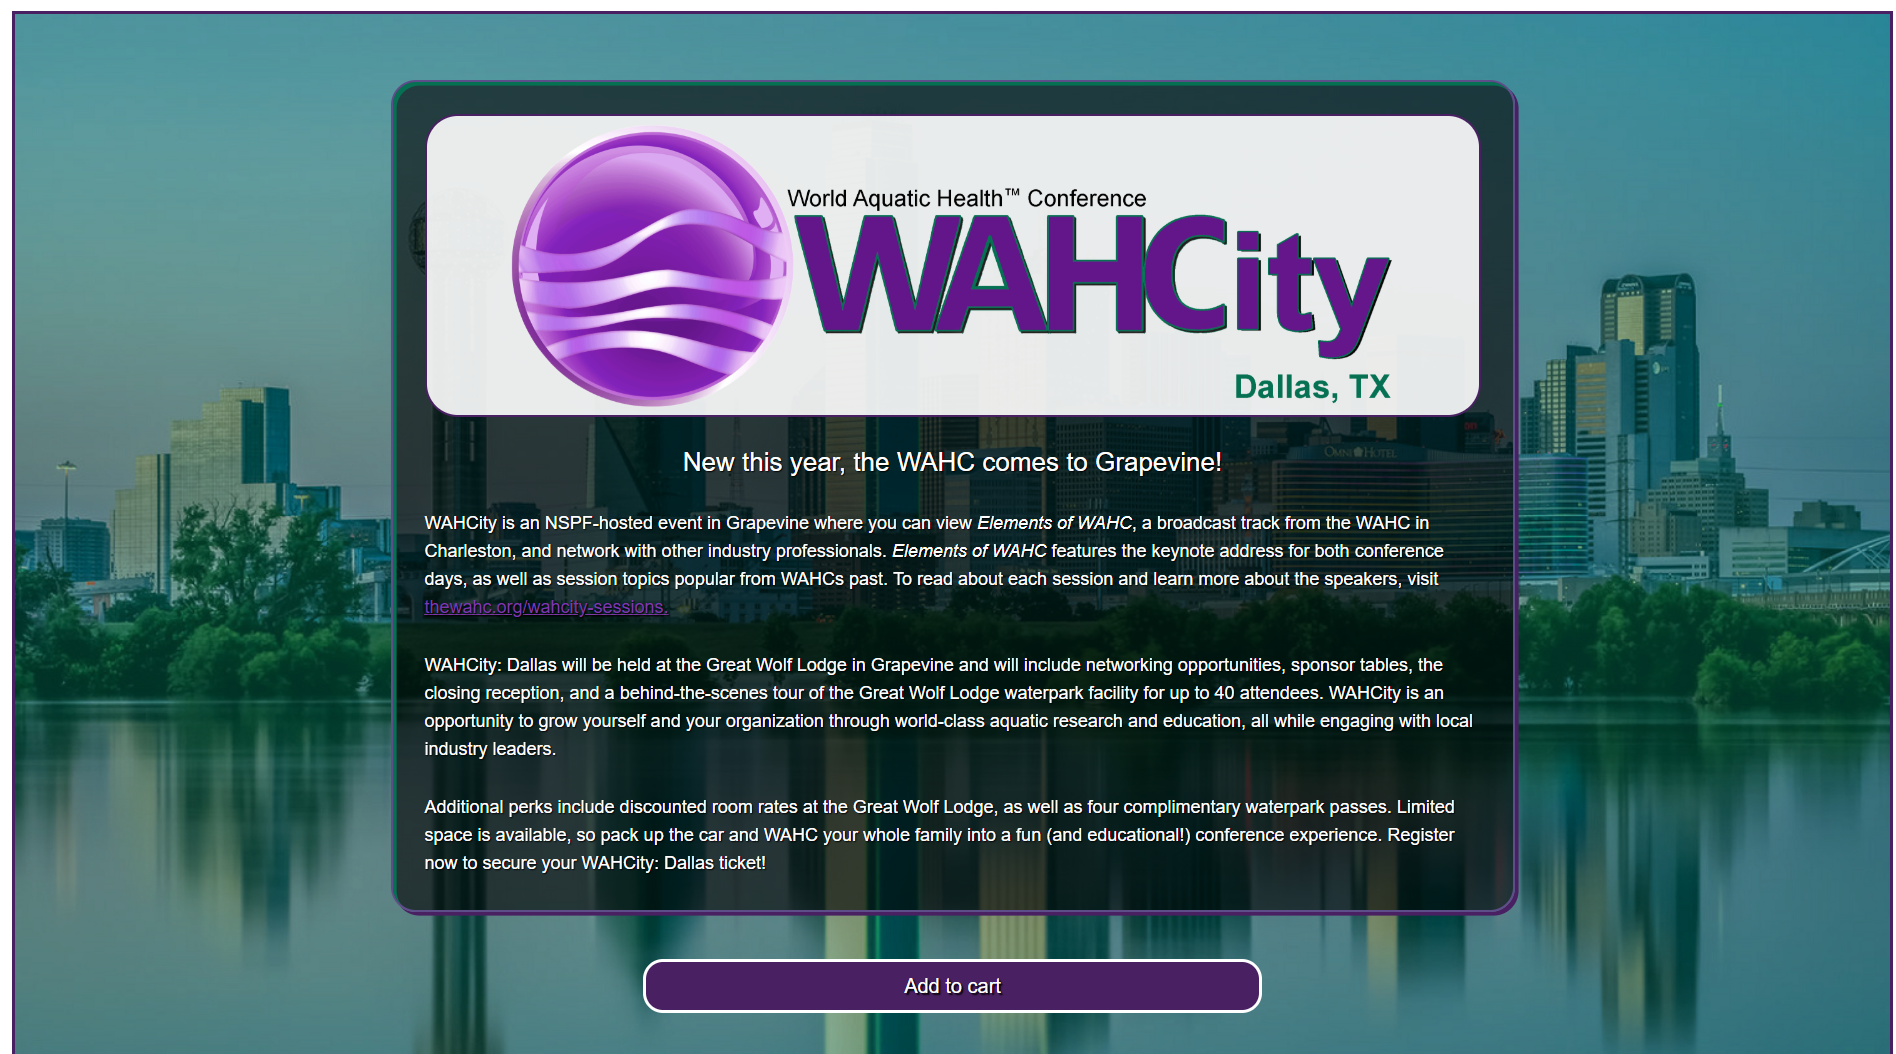 World Aquatic Health™ Conference
WAHCity
Dallas, TX
OMNI HOTEL
New this year, the WAHC comes to Grapevine!
WAHCity is an NSPF-hosted event in Grapevine where you can view Elements of WAHC, a broadcast track from the WAHC in
Charleston, and network with other industry professionals. Elements of WAHC features the keynote address for both conference
days, as well as session topics popular from WAHCs past. To read about each session and learn more about the speakers, visit
thewahc.org/wahcity-sessions.
WAHCity: Dallas will be held at the Great Wolf Lodge in Grapevine and will include networking opportunities, sponsor tables, the
closing reception, and a behind-the-scenes tour of the Great Wolf Lodge waterpark facility for up to 40 attendees. WAHCity is an
opportunity to grow yourself and your organization through world-class aquatic research and education, all while engaging with local
industry leaders.
Additional perks include discounted room rates at the Great Wolf Lodge, as well as four complimentary waterpark passes. Limited
space is available, so pack up the car and WAHC your whole family into a fun (and educational!) conference experience. Register
now to secure your WAHCity: Dallas ticket!
Add to cart